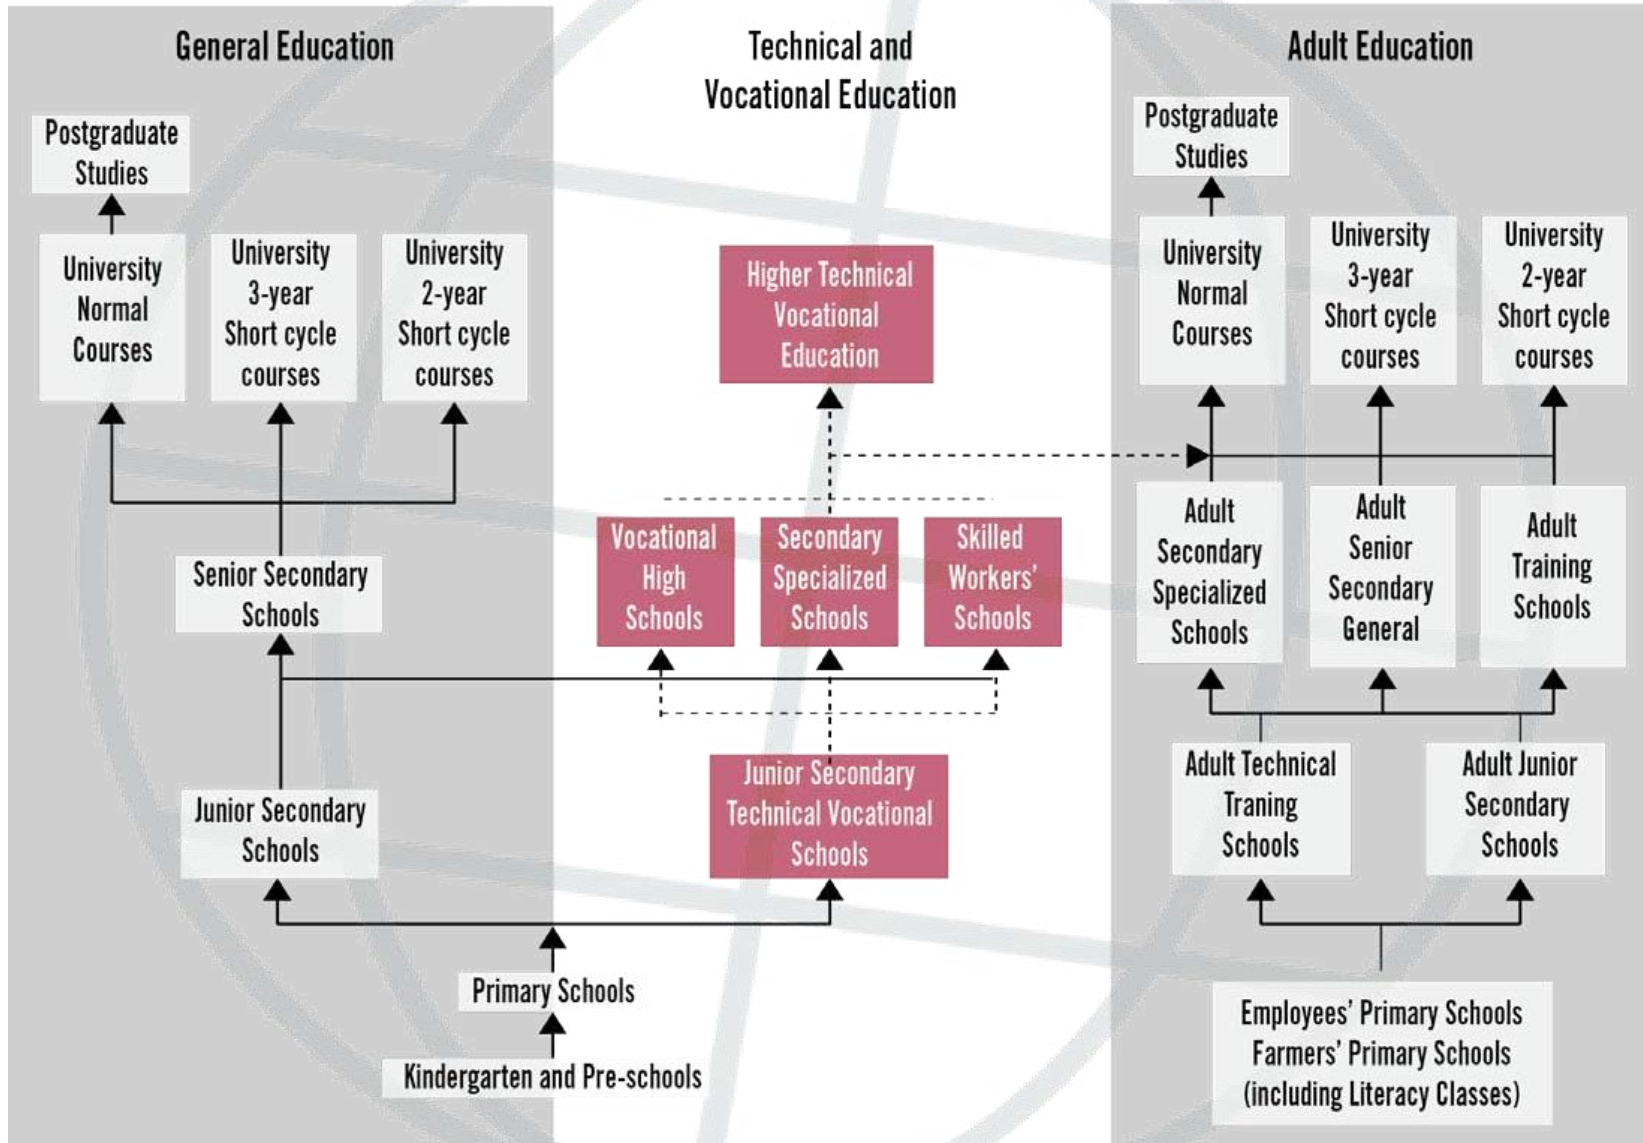 General Education
Postgraduate
Studies
University
Normal
Courses
University
3-year
Short cycle
courses
University
2-year
Short cycle
courses
Senior Secondary
Schools
Junior Secondary
Schools
Primary Schools
Kindergarten and Pre-schools
Technical and
Vocational Education
Higher Technical
Vocational
Education
Vocational
High
Schools
Secondary
Specialized
Schools
Skilled
Workers'
Schools
Junior Secondary
Technical Vocational
Schools
Adult Education
Postgraduate
Studies
University
Normal
Courses
University
3-year
Short cycle
courses
University
2-year
Short cycle
courses
Adult
Secondary
Specialized
Schools
Adult
Senior
Secondary
General
Adult
Training
Schools
Adult Technical
Traning
Schools
Adult Junior
Secondary
Schools
Employees' Primary Schools
Farmers' Primary Schools
(including Literacy Classes)